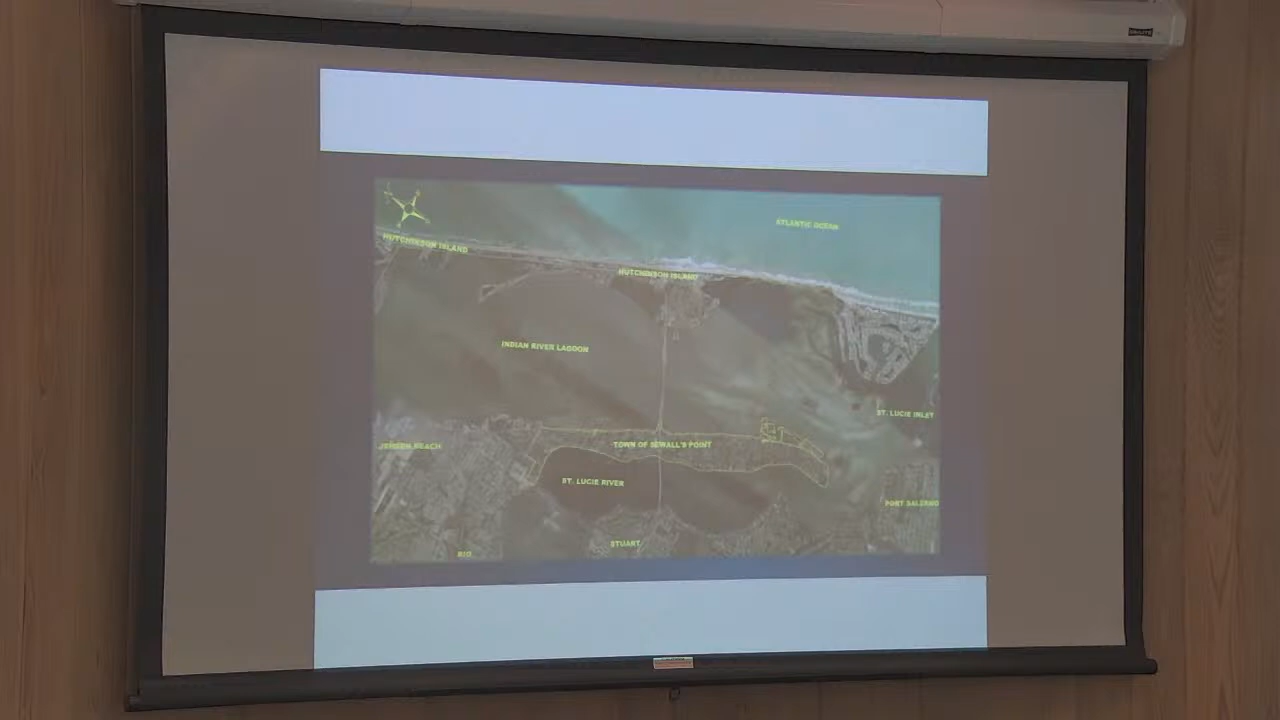 ATLANTIC OCEAN
HUTCHINSON ISLAND
HUTCHINSON ISLAND
INDIAN RIVER LAGOON
ST. LUCIE INLET
JENSEN BEACH
TOWN OF SEWALL'S POINT
ST. LUCIE RIVER
PORT SALERNO
STUART
RIO